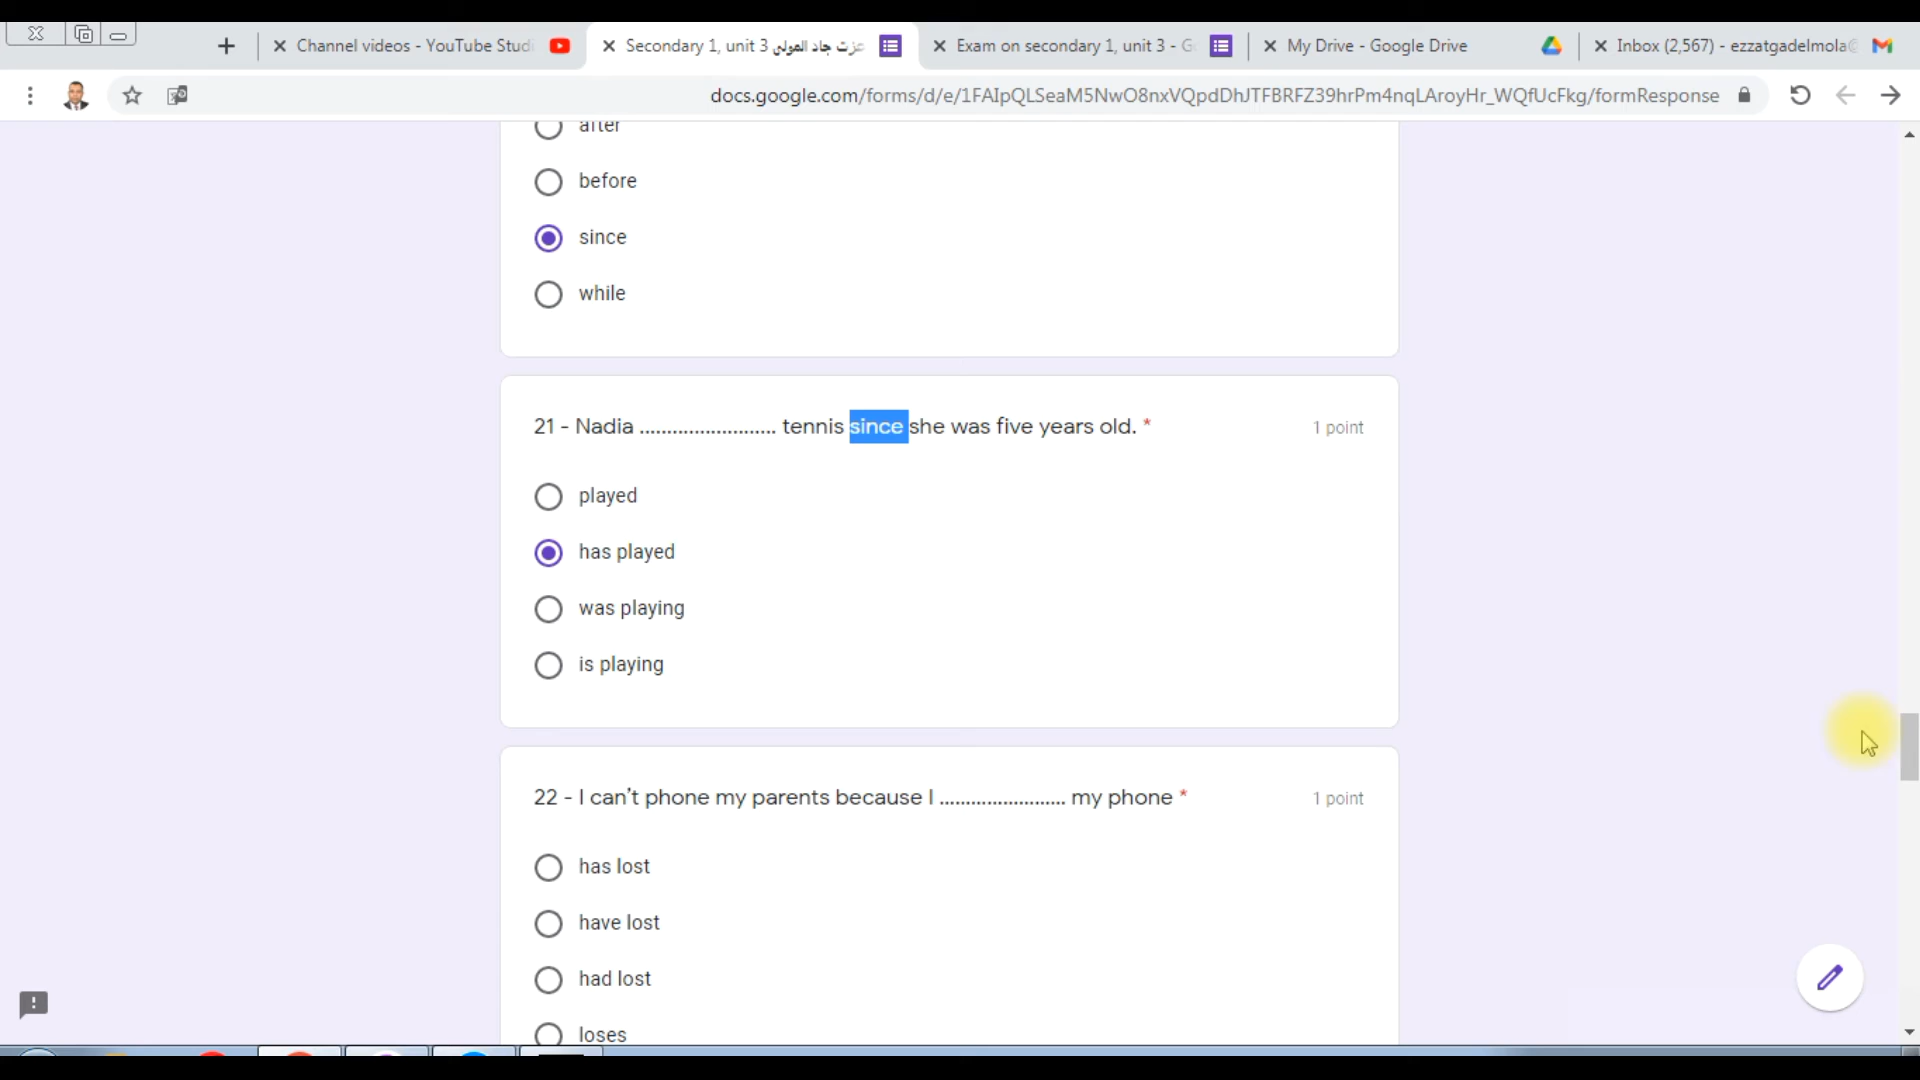 Channel videos - YouTube Studi
Secondary 1, unit 3 عزت جاد المولى
Exam on secondary 1, unit 3 - G
My Drive - Google Drive
Inbox (2,567) - ezzatgadelmola@
docs.google.com/forms/d/e/1FAIpQLSeaM5NwO8nxVQpdDhJTFBRFZ39hrPm4nqLAroyHr_WQfUcFkg/formResponse
after
before
since
while
21 - Nadia ......................... tennis since she was five years old. *
1 point
played
has played
was playing
is playing
22 - I can't phone my parents because I ....................... my phone *
1 point
has lost
have lost
had lost
loses